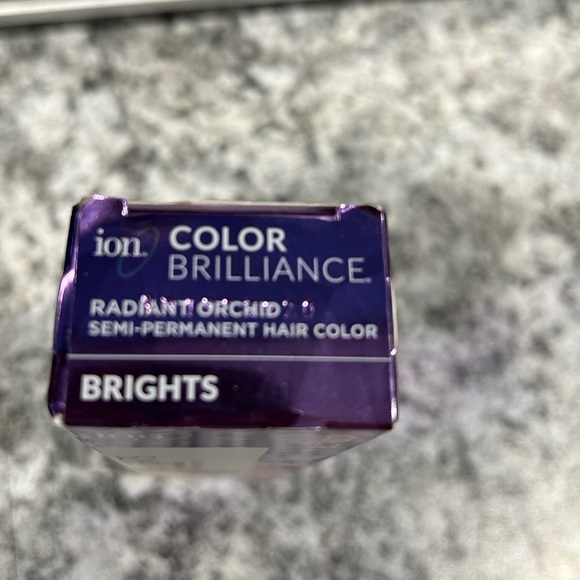 ion. COLOR
BRILLIANCE
RADIANT ORCHID
SEMI-PERMANENT HAIR COLOR
BRIGHTS